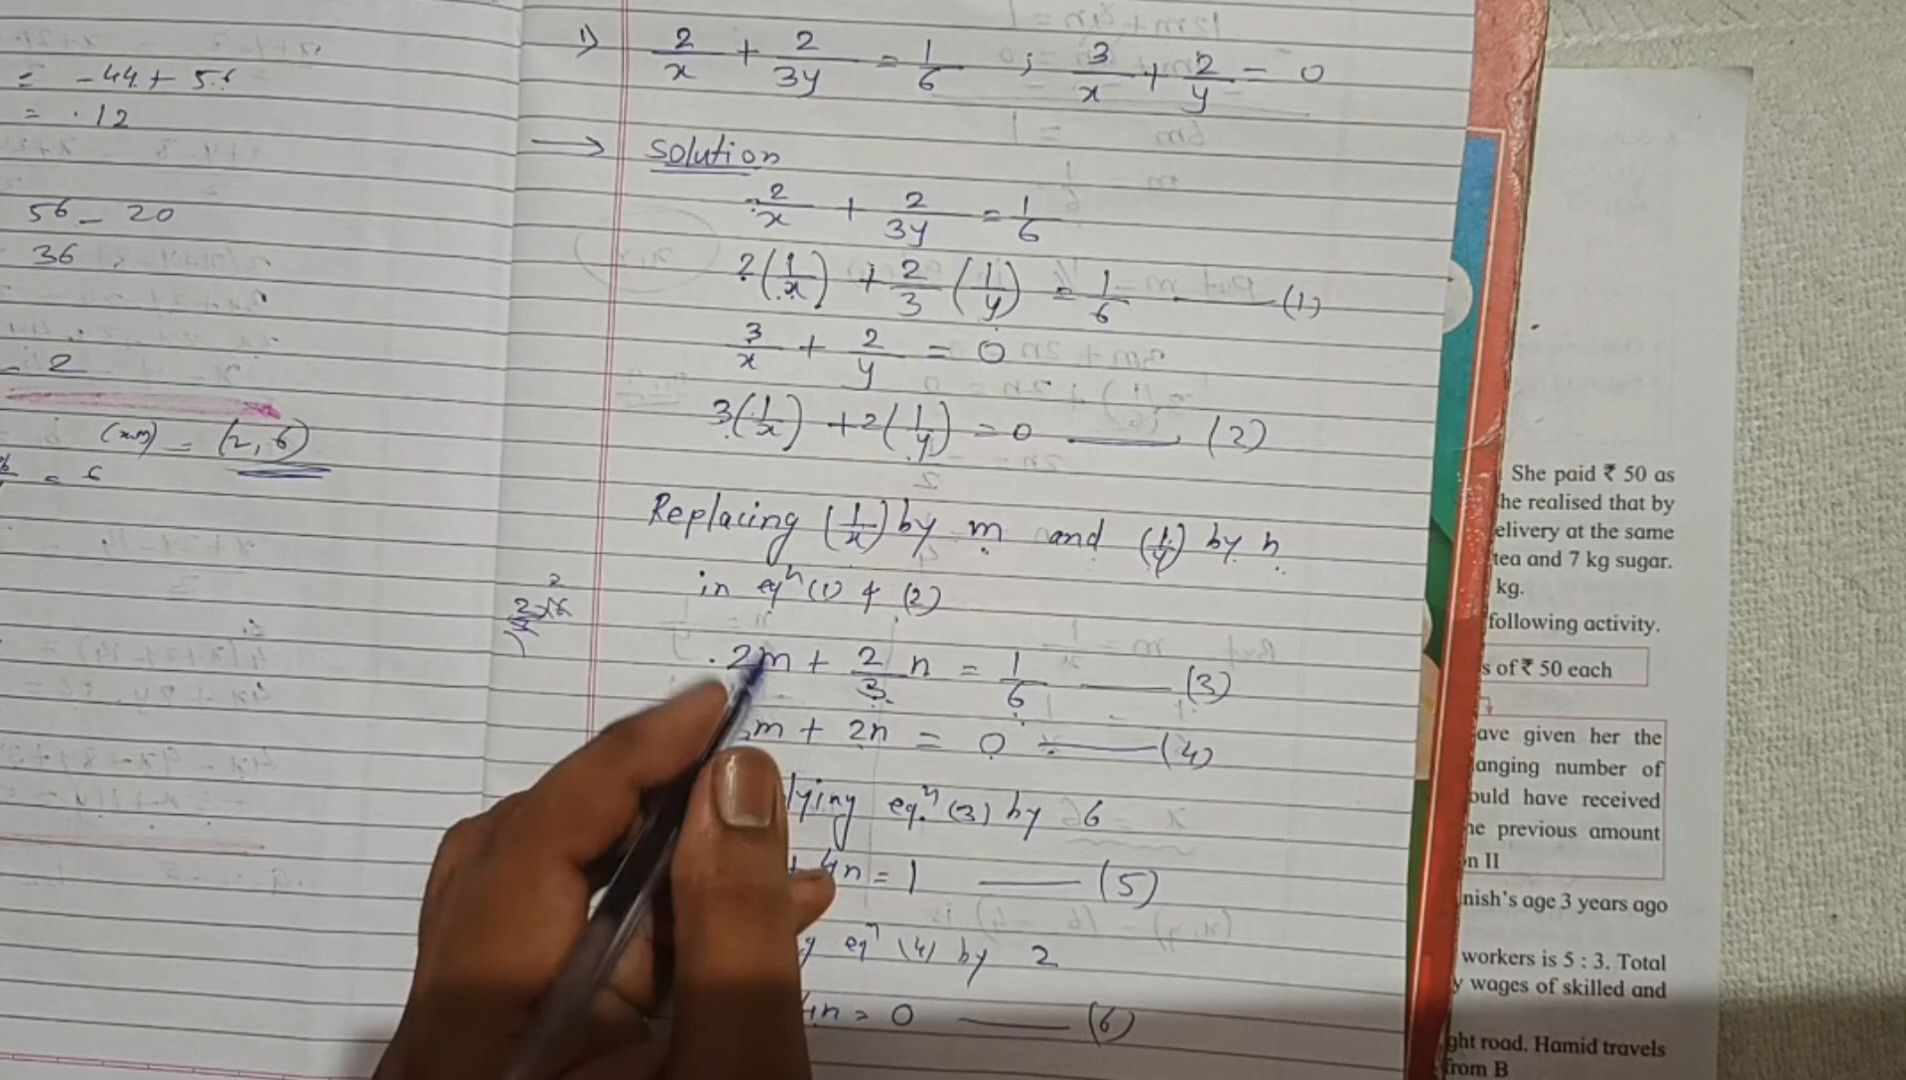 = -44 + 56
= 12
56 - 20
36
2
(x,y) = (2, 6)
= 6
1) 2/x + 2/3y = 1/6 ; 3/x + 2/y = 0
→ Solution
2/x + 2/3y = 1/6
2(1/x) + 2/3 (1/y) = 1/6 —— (1)
3/x + 2/y = 0
3(1/x) + 2(1/y) = 0 —— (2)
Replacing (1/x) by m and (1/y) by n
in eqⁿ (1) & (2)
2m + 2/3 n = 1/6 —— (3)
m + 2n = 0 —— (4)
lying eqⁿ (3) by 6
+ 4n = 1 —— (5)
g eqⁿ (4) by 2
4n = 0 —— (6)
She paid ₹ 50 as
he realised that by
elivery at the same
tea and 7 kg sugar.
kg.
following activity.
s of ₹ 50 each
ave given her the
anging number of
ould have received
he previous amount
on II
nish's age 3 years ago
workers is 5 : 3. Total
y wages of skilled and
ght road. Hamid travels
from B